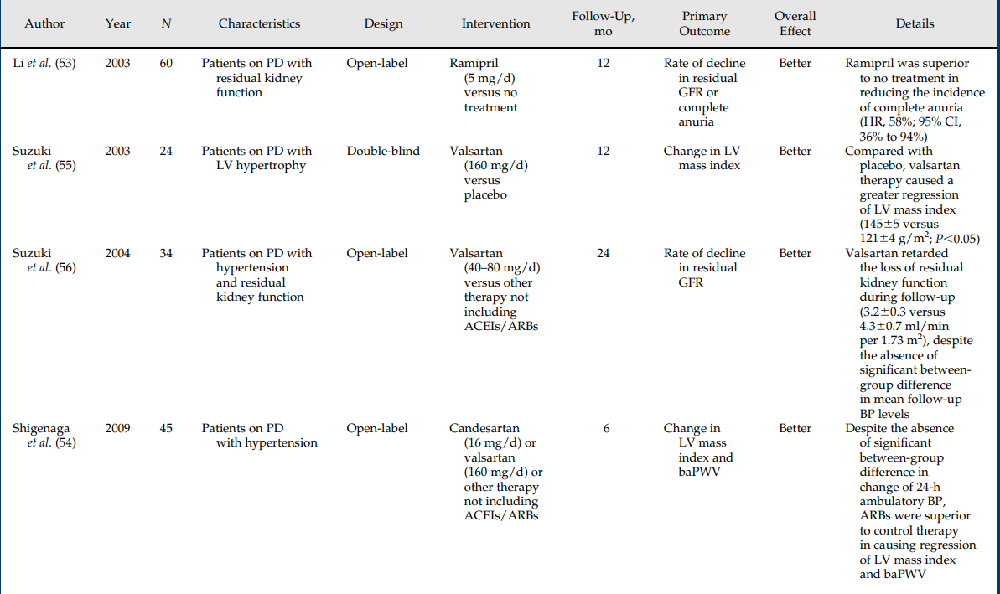 Author
Year
N
Characteristics
Design
Intervention
Follow-Up,
mo
Primary
Outcome
Overall
Effect
Details
Li et al. (53)
2003
60
Patients on PD with
residual kidney
function
Open-label
Ramipril
(5 mg/d)
versus no
treatment
12
Rate of decline
in residual
GFR or
complete
anuria
Better
Ramipril was superior
to no treatment in
reducing the incidence
of complete anuria
(HR, 58%; 95% CI,
36% to 94%)
Suzuki
et al. (55)
2003
24
Patients on PD with
LV hypertrophy
Double-blind
Valsartan
(160 mg/d)
versus
placebo
12
Change in LV
mass index
Better
Compared with
placebo, valsartan
therapy caused a
greater regression
of LV mass index
(145±5 versus
121±4 g/m²; P<0.05)
Suzuki
et al. (56)
2004
34
Patients on PD with
hypertension
and residual
kidney function
Open-label
Valsartan
(40–80 mg/d)
versus other
therapy not
including
ACEIs/ARBs
24
Rate of decline
in residual
GFR
Better
Valsartan retarded
the loss of residual
kidney function
during follow-up
(3.2±0.3 versus
4.3±0.7 ml/min
per 1.73 m²), despite
the absence of
significant between-
group difference
in mean follow-up
BP levels
Shigenaga
et al. (54)
2009
45
Patients on PD
with hypertension
Open-label
Candesartan
(16 mg/d) or
valsartan
(160 mg/d) or
other therapy
not including
ACEIs/ARBs
6
Change in
LV mass
index and
baPWV
Better
Despite the absence
of significant
between-group
difference in
change of 24-h
ambulatory BP,
ARBs were superior
to control therapy
in causing regression
of LV mass index
and baPWV